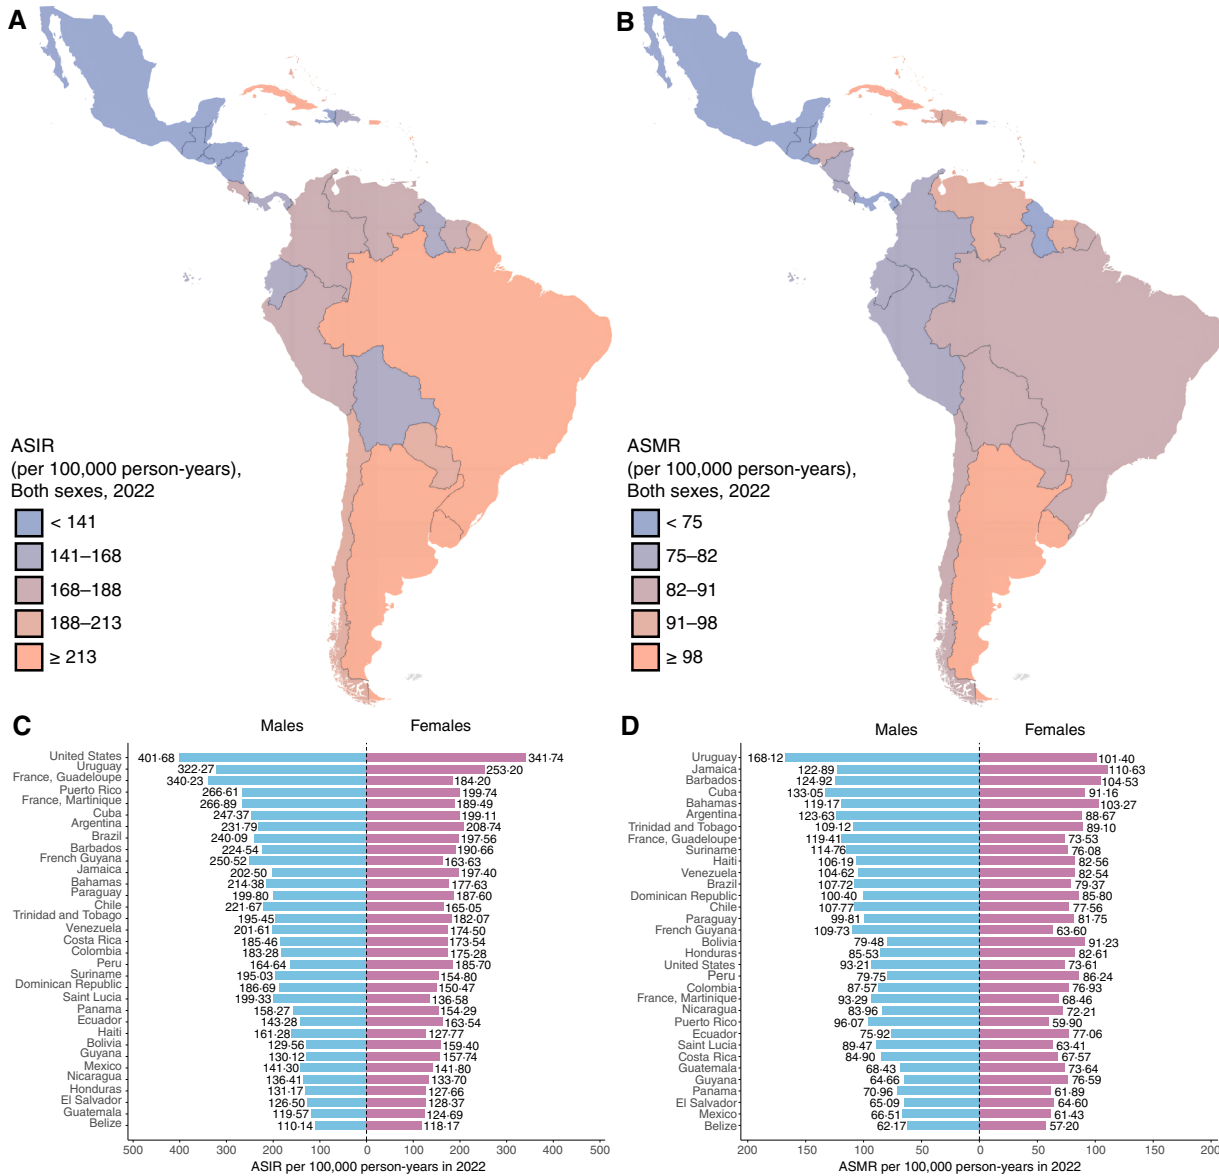 A
B
ASIR
(per 100,000 person-years),
Both sexes, 2022
< 141
141–168
168–188
188–213
≥ 213
ASMR
(per 100,000 person-years),
Both sexes, 2022
< 75
75–82
82–91
91–98
≥ 98
C
Males Females
United States 401·68 341·74
Uruguay 322·27 253·20
France, Guadeloupe 340·23 184·20
Puerto Rico 266·61 199·74
France, Martinique 266·89 189·49
Cuba 247·37 199·11
Argentina 231·79 208·74
Brazil 240·09 197·56
Barbados 224·54 190·66
French Guyana 250·52 163·63
Jamaica 202·50 197·40
Bahamas 214·38 177·63
Paraguay 199·80 187·60
Chile 221·67 165·05
Trinidad and Tobago 195·45 182·07
Venezuela 201·61 174·50
Costa Rica 185·46 173·54
Colombia 183·28 175·28
Peru 164·64 185·70
Suriname 195·03 154·80
Dominican Republic 186·69 150·47
Saint Lucia 199·33 136·58
Panama 158·27 154·29
Ecuador 143·28 163·54
Haiti 161·28 127·77
Bolivia 129·56 159·40
Guyana 130·12 157·74
Mexico 141·30 141·80
Nicaragua 136·41 133·70
Honduras 131·17 127·66
El Salvador 126·50 128·37
Guatemala 119·57 124·69
Belize 110·14 118·17
500 400 300 200 100 0 100 200 300 400 500
ASIR per 100,000 person-years in 2022
D
Males Females
Uruguay 168·12 101·40
Jamaica 122·89 110·63
Barbados 124·92 104·53
Cuba 133·05 91·16
Bahamas 119·17 103·27
Argentina 123·63 88·67
Trinidad and Tobago 109·12 89·10
France, Guadeloupe 119·41 73·53
Suriname 114·76 76·08
Haiti 106·19 82·56
Venezuela 104·62 82·54
Brazil 107·72 79·37
Dominican Republic 100·40 85·80
Chile 107·77 77·56
Paraguay 99·81 81·75
French Guyana 109·73 63·60
Bolivia 79·48 91·23
Honduras 85·53 82·61
United States 93·21 73·61
Peru 79·75 86·24
Colombia 87·57 76·93
France, Martinique 93·29 68·46
Nicaragua 83·96 72·21
Puerto Rico 96·07 59·90
Ecuador 75·92 77·06
Saint Lucia 89·47 63·41
Costa Rica 84·90 67·57
Guatemala 68·43 73·64
Guyana 64·66 76·59
Panama 70·96 61·89
El Salvador 65·09 64·60
Mexico 66·51 61·43
Belize 62·17 57·20
200 150 100 50 0 50 100 150 200
ASMR per 100,000 person-years in 2022